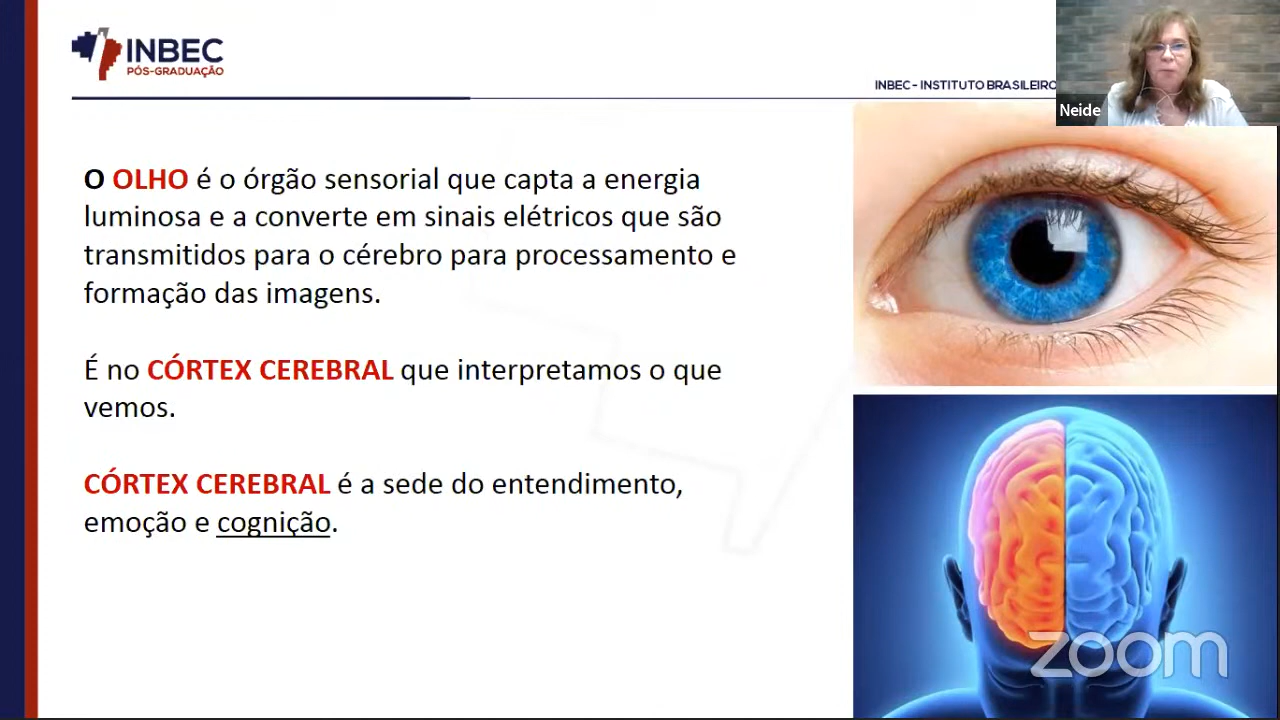 INBEC
PÓS-GRADUAÇÃO
INBEC - INSTITUTO BRASILEIRO
Neide
O OLHO é o órgão sensorial que capta a energia
luminosa e a converte em sinais elétricos que são
transmitidos para o cérebro para processamento e
formação das imagens.
É no CÓRTEX CEREBRAL que interpretamos o que
vemos.
CÓRTEX CEREBRAL é a sede do entendimento,
emoção e cognição.
zoom